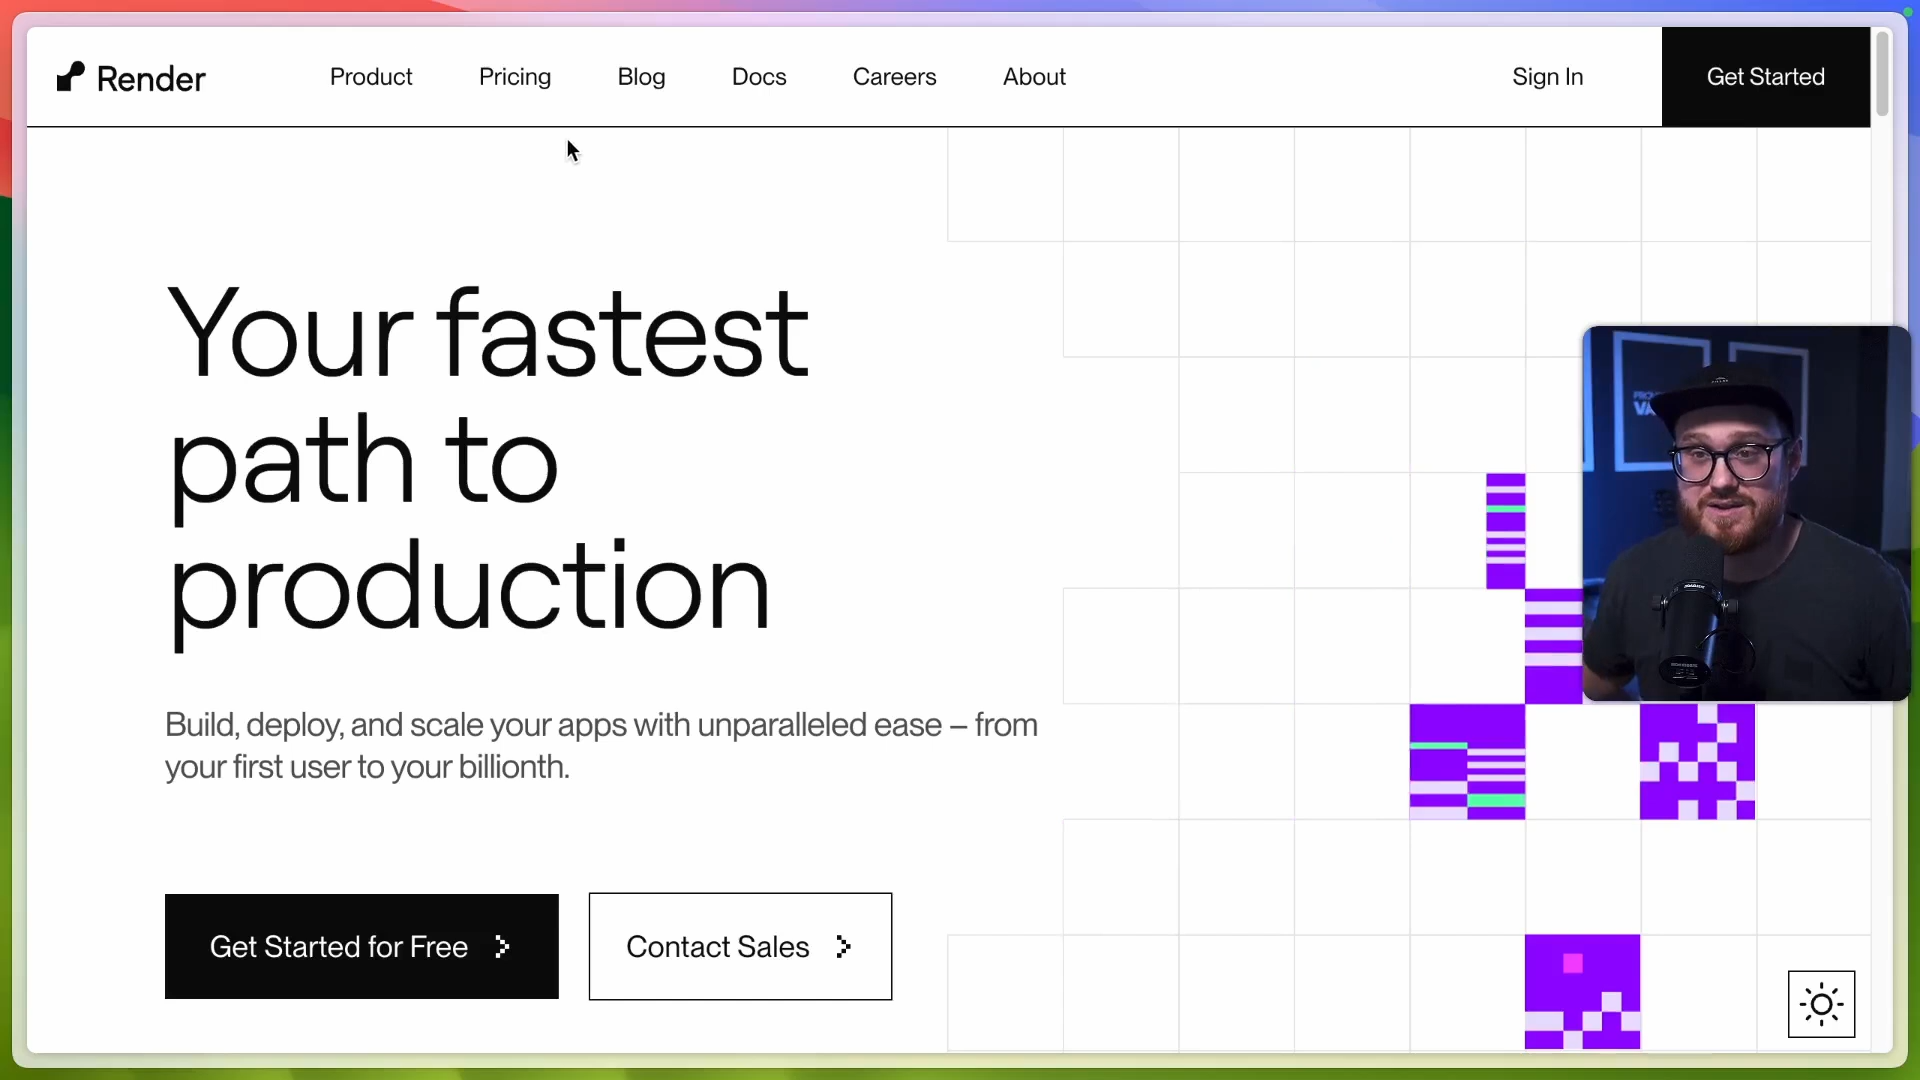 Render
Product
Pricing
Blog
Docs
Careers
About
Sign In
Get Started
Your fastest
path to
production
Build, deploy, and scale your apps with unparalleled ease – from
your first user to your billionth.
Get Started for Free
Contact Sales